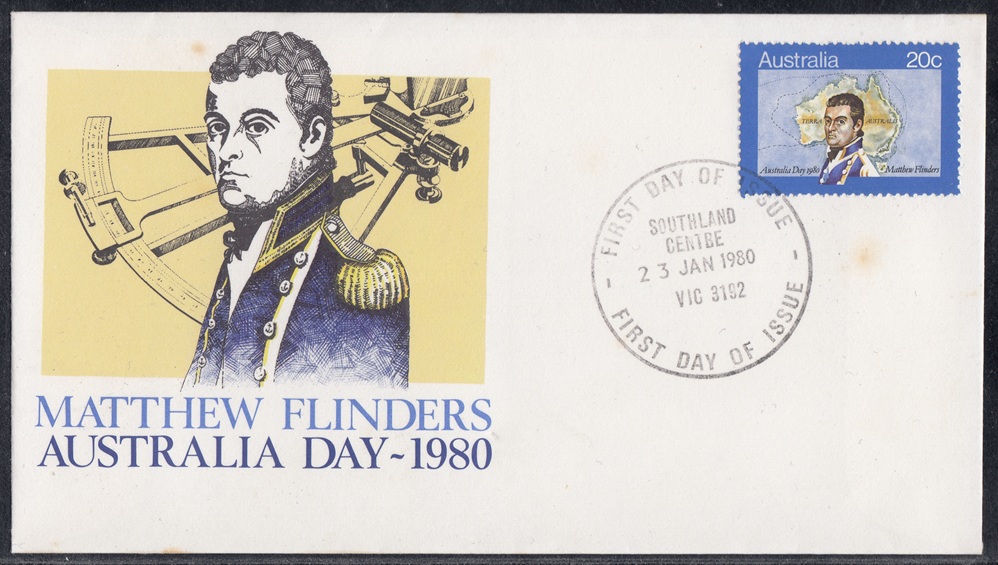 Australia 20c
TERRA AUSTRALIS
Australia Day 1980 Matthew Flinders
FIRST DAY OF ISSUE
SOUTHLAND
CENTRE
23 JAN 1980
VIC 3192
FIRST DAY OF ISSUE
MATTHEW FLINDERS
AUSTRALIA DAY~1980